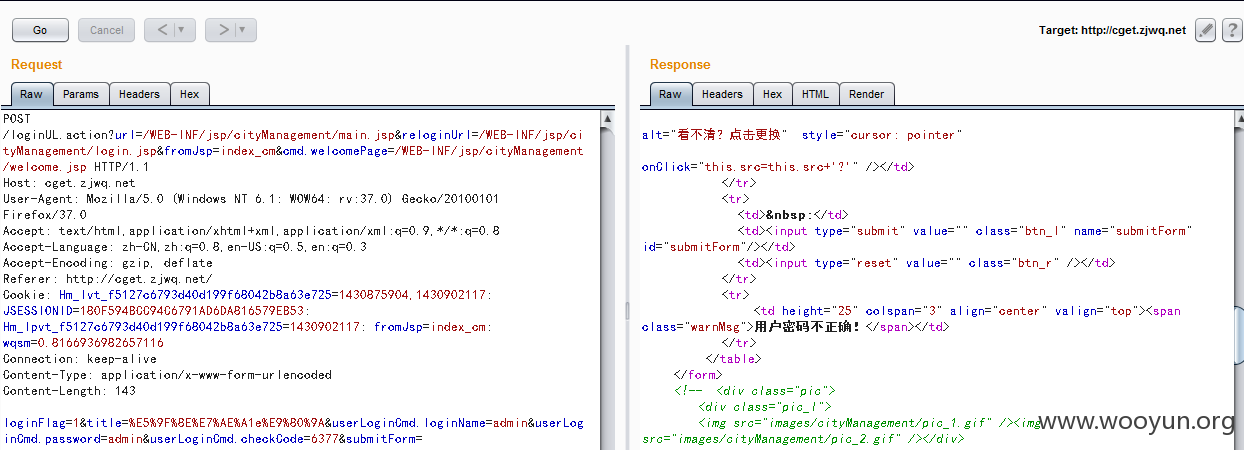 Go
Cancel
<
>
Target: http://cget.zjwq.net
?
Request
Response
Raw
Params
Headers
Hex
Raw
Headers
Hex
HTML
Render
POST
/loginUL.action?url=/WEB-INF/jsp/cityManagement/main.jsp&reloginUrl=/WEB-INF/jsp/ci
tyManagement/login.jsp&fromJsp=index_cm&cmd.welcomePage=/WEB-INF/jsp/cityManagement
/welcome.jsp HTTP/1.1
Host: cget.zjwq.net
User-Agent: Mozilla/5.0 (Windows NT 6.1; WOW64; rv:37.0) Gecko/20100101
Firefox/37.0
Accept: text/html,application/xhtml+xml,application/xml;q=0.9,*/*;q=0.8
Accept-Language: zh-CN,zh;q=0.8,en-US;q=0.5,en;q=0.3
Accept-Encoding: gzip, deflate
Referer: http://cget.zjwq.net/
Cookie: Hm_lvt_f5127c6793d40d199f68042b8a63e725=1430875904,1430902117;
JSESSIONID=180F594BCC94C6791AD6DA816579EB53;
Hm_lpvt_f5127c6793d40d199f68042b8a63e725=1430902117; fromJsp=index_cm;
wqsm=0.8166936982657116
Connection: keep-alive
Content-Type: application/x-www-form-urlencoded
Content-Length: 143
loginFlag=1&title=%E5%9F%8E%E7%AE%A1e%E9%80%9A&userLoginCmd.loginName=admin&userLog
inCmd.password=admin&userLoginCmd.checkCode=6377&submitForm=
alt="看不清？点击更换" style="cursor: pointer"
onClick="this.src=this.src+'?'" /></td>
</tr>
<tr>
<td>&nbsp;</td>
<td><input type="submit" value="" class="btn_l" name="submitForm"
id="submitForm"/></td>
<td><input type="reset" value="" class="btn_r" /></td>
</tr>
<tr>
<td height="25" colspan="3" align="center" valign="top"><span
class="warnMsg">用户密码不正确！</span></td>
</tr>
</table>
</form>
<!-- <div class="pic">
<div class="pic_l">
<img src="images/cityManagement/pic_1.gif" /><img
src="images/cityManagement/pic_2.gif" /></div>
www.wooyun.org